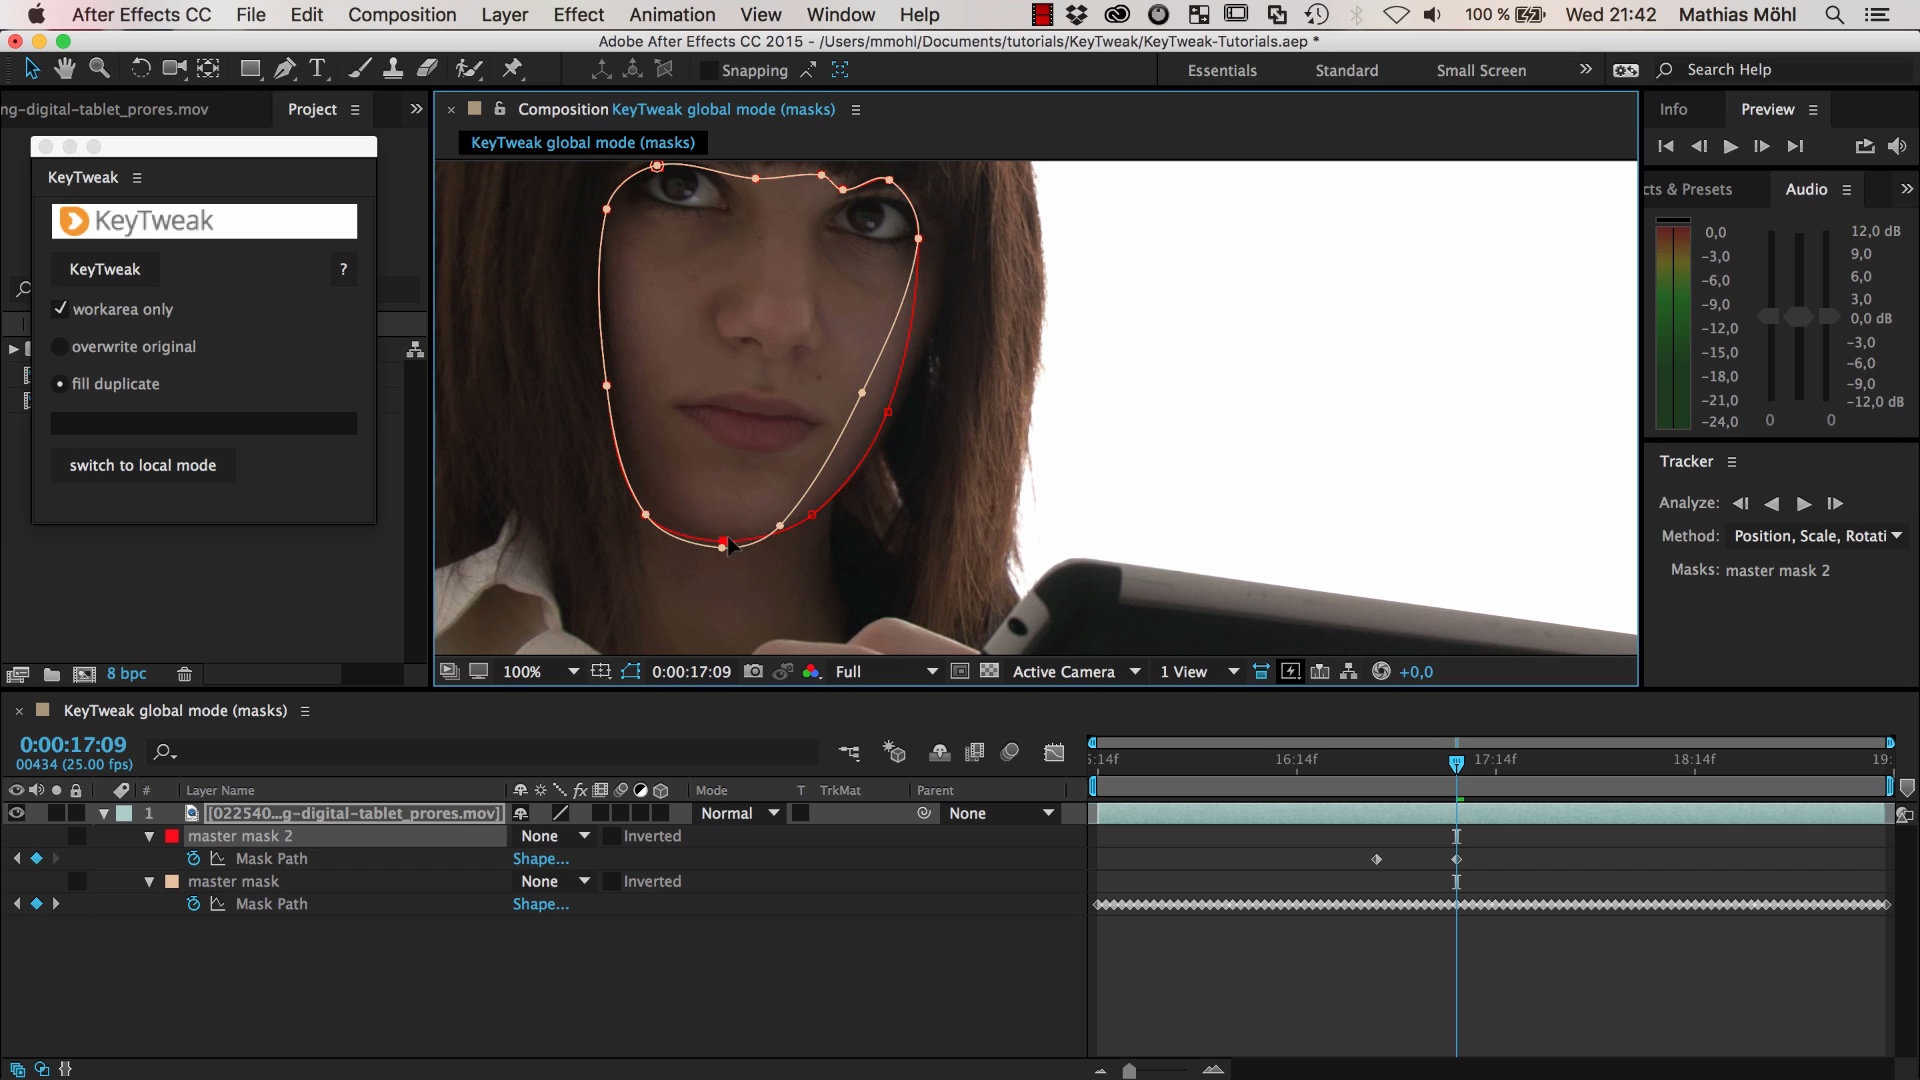 After Effects CC File Edit Composition Layer Effect Animation View Window Help 100 % Wed 21:42 Mathias Möhl
Adobe After Effects CC 2015 - /Users/mmohl/Documents/tutorials/KeyTweak/KeyTweak-Tutorials.aep *
Snapping Essentials Standard Small Screen Search Help
ng-digital-tablet_prores.mov Project Composition KeyTweak global mode (masks) Info Preview
KeyTweak global mode (masks)
KeyTweak
KeyTweak
KeyTweak ?
workarea only
overwrite original
fill duplicate
switch to local mode
8 bpc
100% 0:00:17:09 Full Active Camera 1 View +0,0
cts & Presets Audio
0,0
-3,0
-6,0
-9,0
-12,0
-15,0
-18,0
-21,0
-24,0
0 0
12,0 dB
9,0
6,0
3,0
0,0 dB
-3,0
-6,0
-9,0
-12,0 dB
Tracker
Analyze:
Method: Position, Scale, Rotati
Masks: master mask 2
KeyTweak global mode (masks)
0:00:17:09
00434 (25.00 fps)
5:14f 16:14f 17:14f 18:14f 19:
# Layer Name fx Mode T TrkMat Parent
1 [022540...g-digital-tablet_prores.mov] Normal None
master mask 2 None Inverted
Mask Path Shape...
master mask None Inverted
Mask Path Shape...